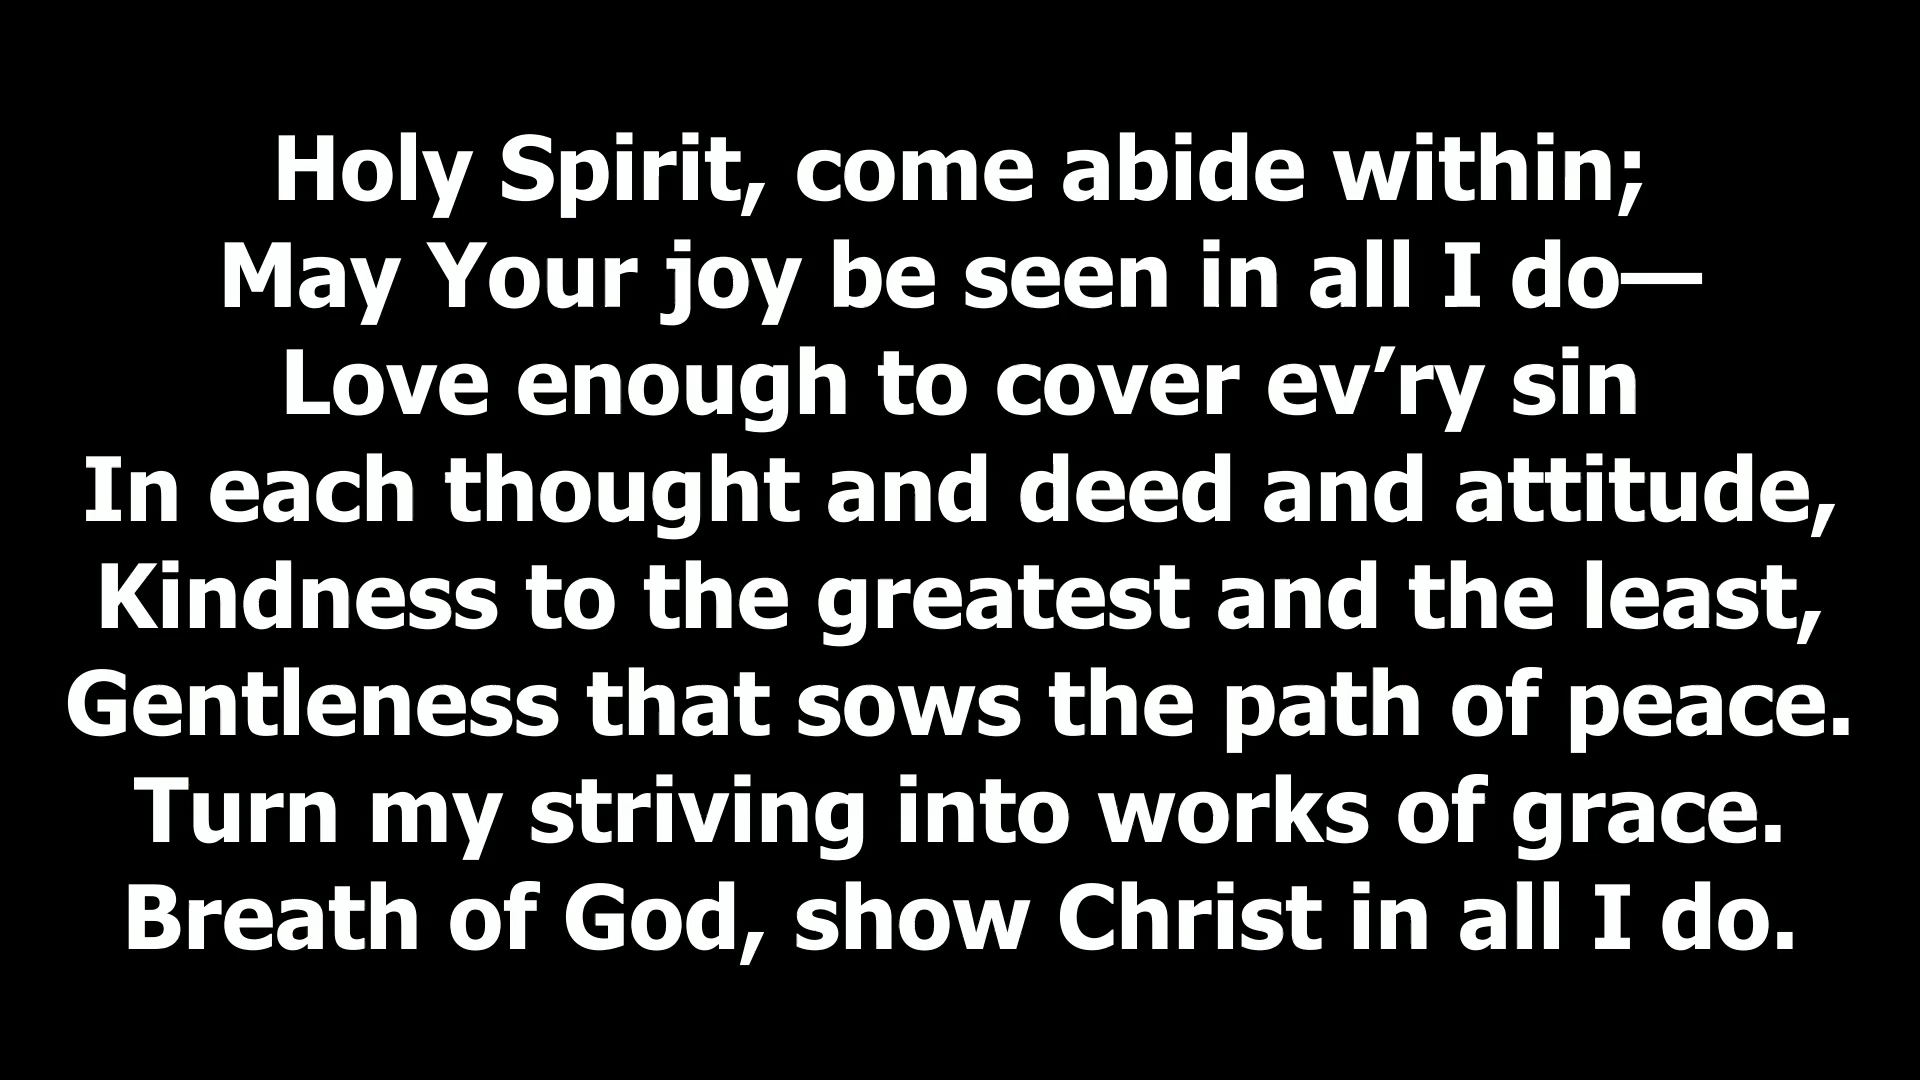 Holy Spirit, come abide within;
May Your joy be seen in all I do—
Love enough to cover ev’ry sin
In each thought and deed and attitude,
Kindness to the greatest and the least,
Gentleness that sows the path of peace.
Turn my striving into works of grace.
Breath of God, show Christ in all I do.